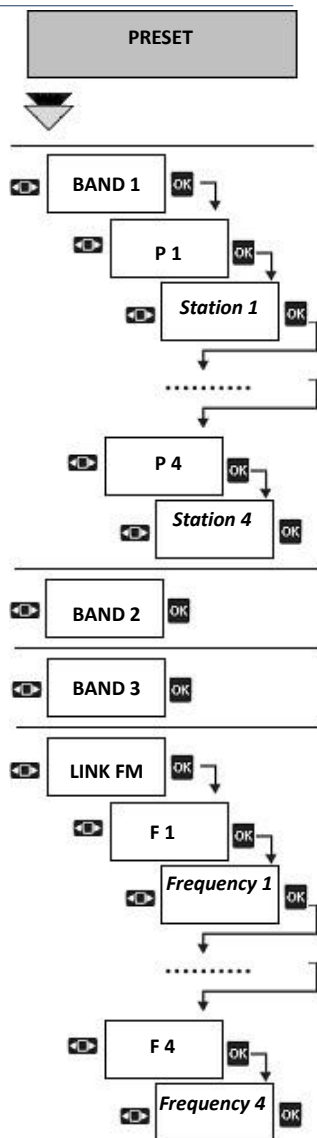 PRESET
BAND 1
OK
P 1
OK
Station 1
OK
..........
P 4
OK
Station 4
OK
BAND 2
OK
BAND 3
OK
LINK FM
OK
F 1
OK
Frequency 1
OK
..........
F 4
OK
Frequency 4
OK